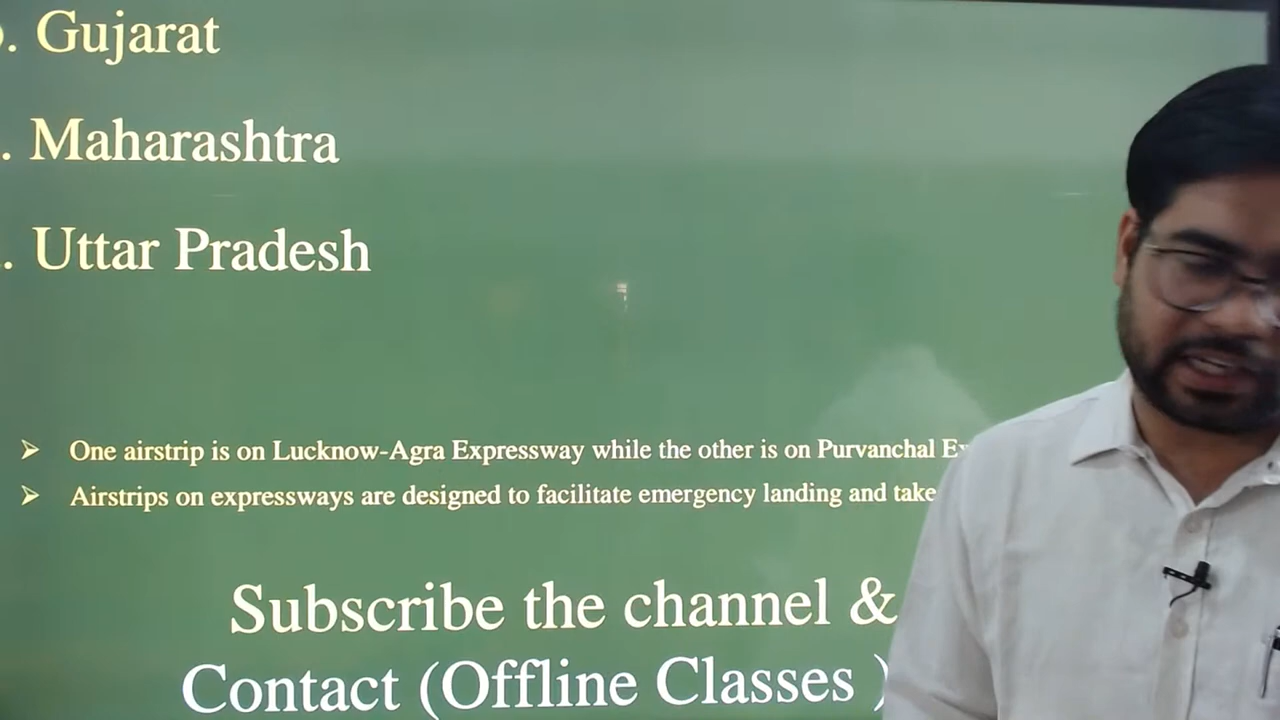 . Gujarat
. Maharashtra
. Uttar Pradesh
➢ One airstrip is on Lucknow-Agra Expressway while the other is on Purvanchal
➢ Airstrips on expressways are designed to facilitate emergency landing and take
Subscribe the channel &
Contact (Offline Classes )